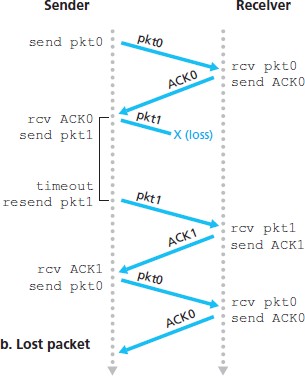 Sender Receiver
send pkt0
pkt0
rcv pkt0
send ACK0
ACK0
rcv ACK0
send pkt1
pkt1
X (loss)
timeout
resend pkt1
pkt1
rcv pkt1
send ACK1
ACK1
rcv ACK1
send pkt0
pkt0
rcv pkt0
send ACK0
ACK0
b. Lost packet